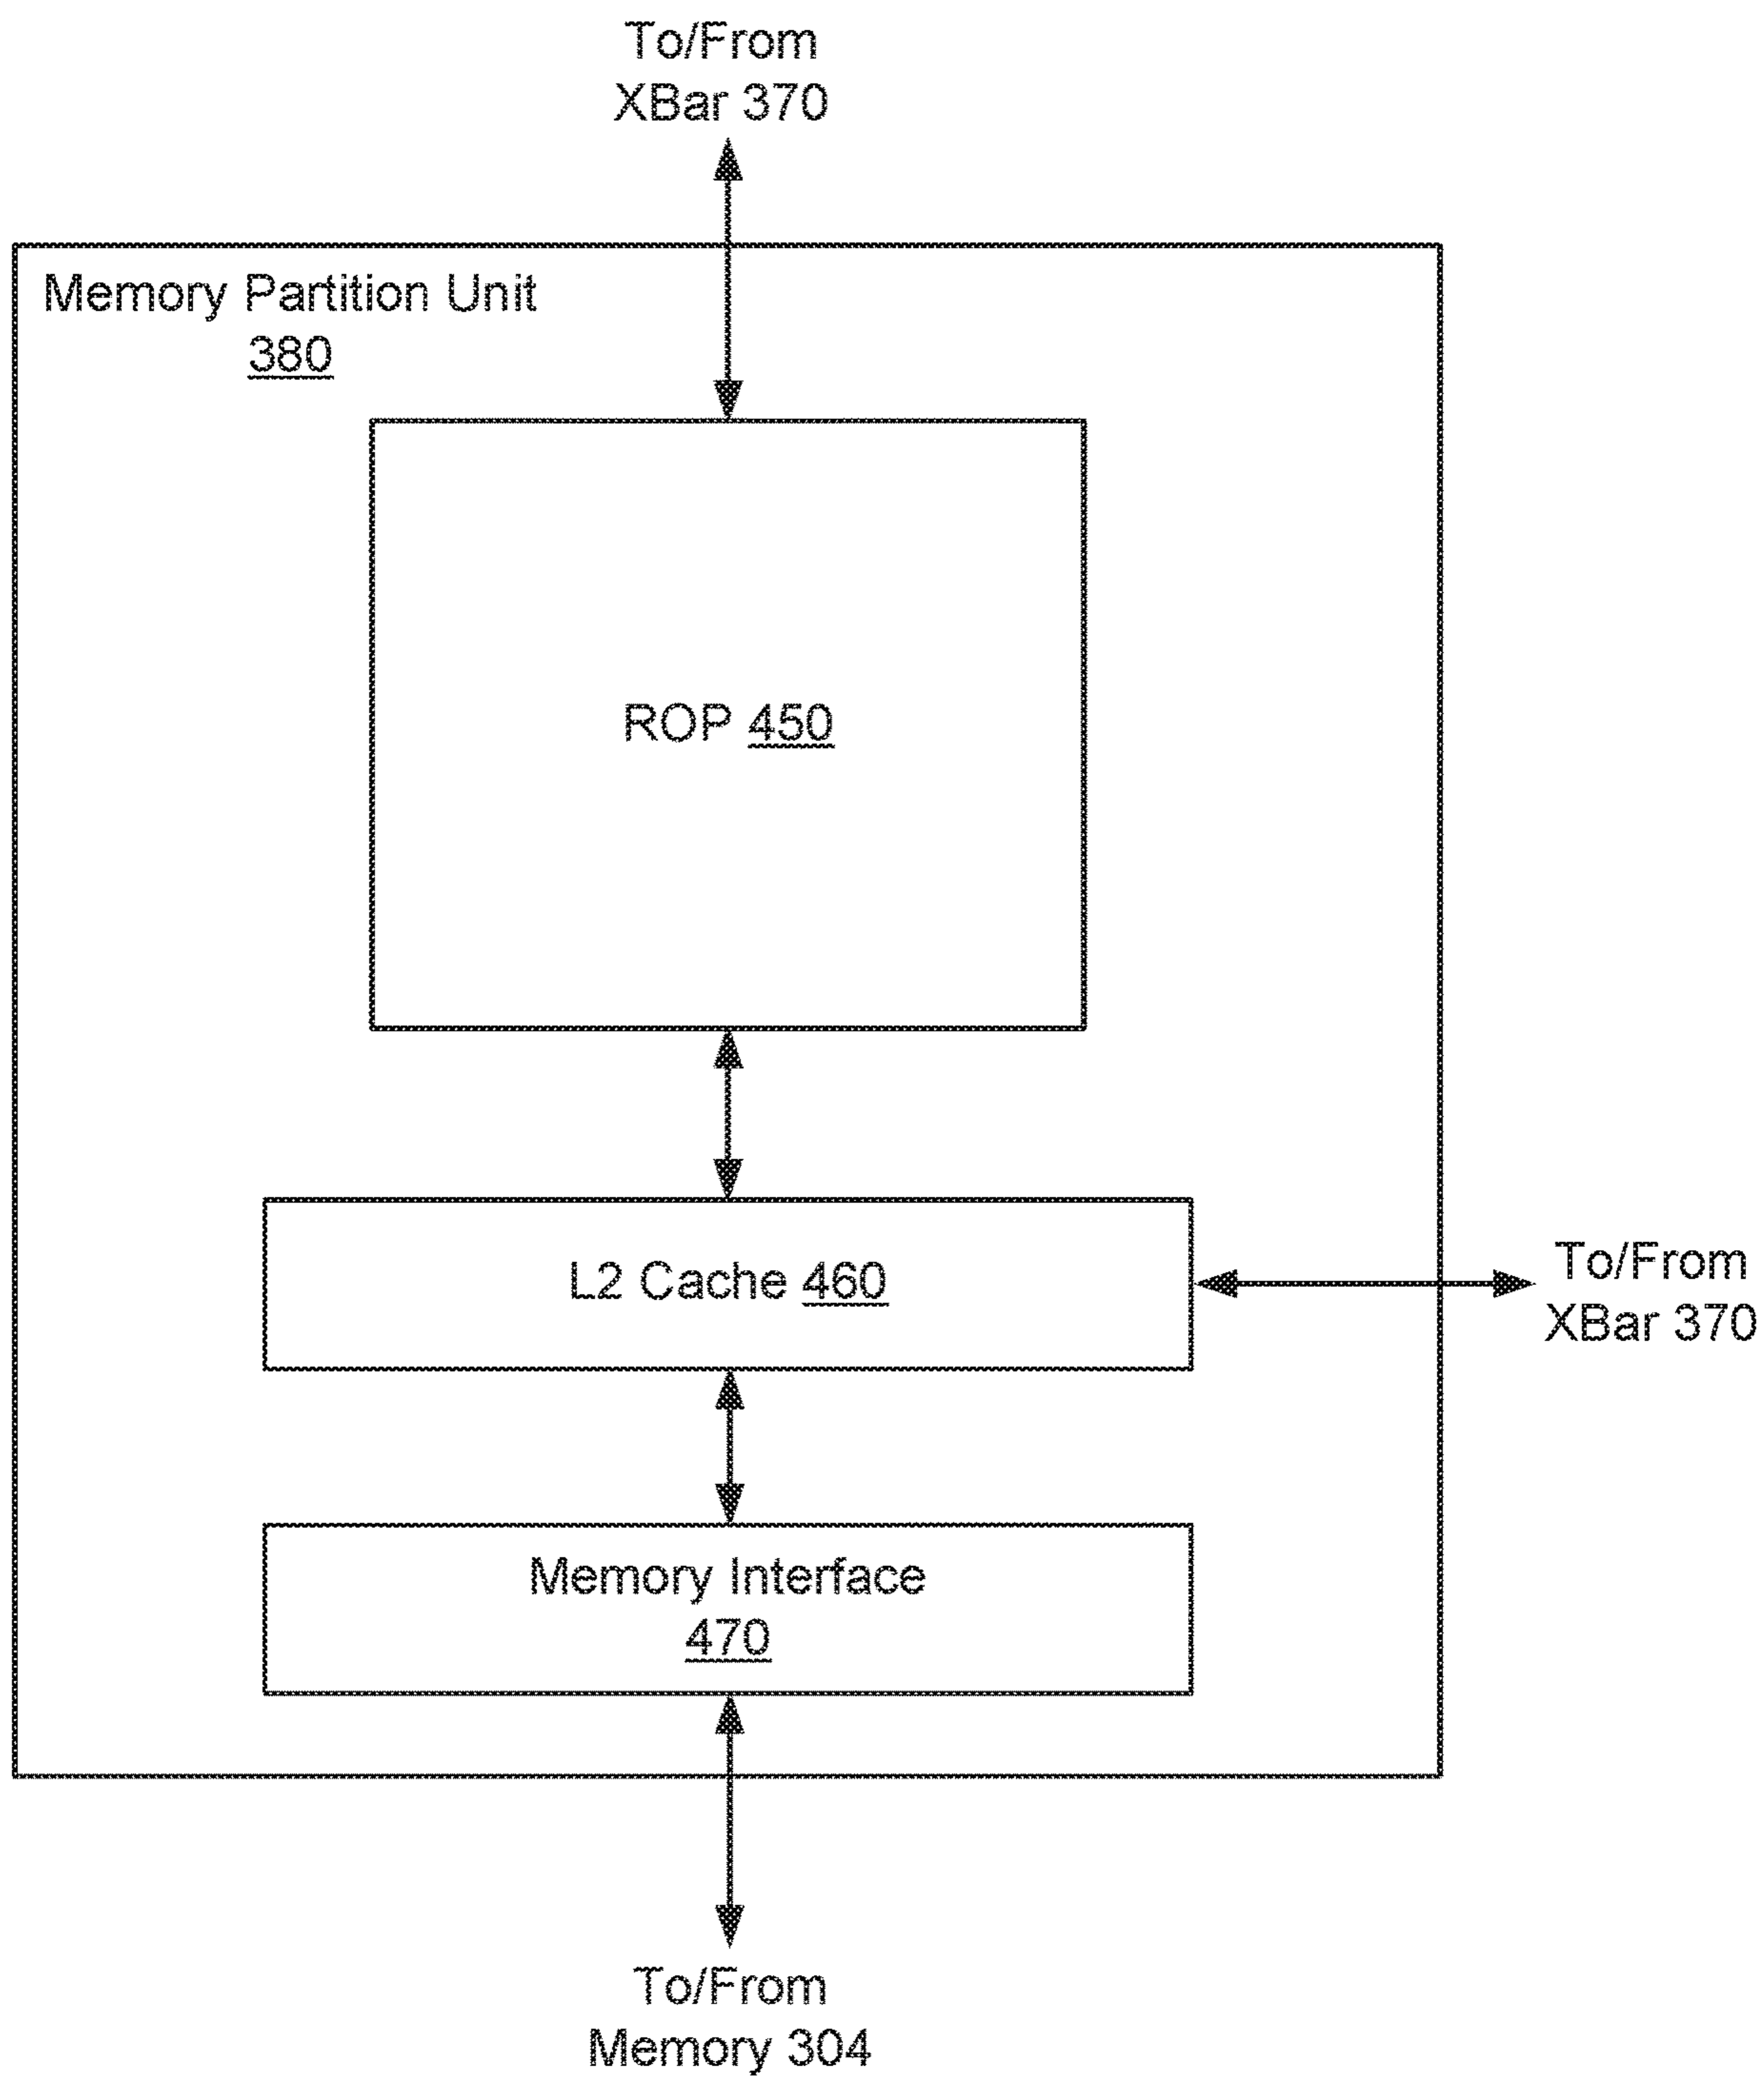 To/From
XBar 370
Memory Partition Unit
380
ROP 450
L2 Cache 460
To/From
XBar 370
Memory Interface
470
To/From
Memory 304